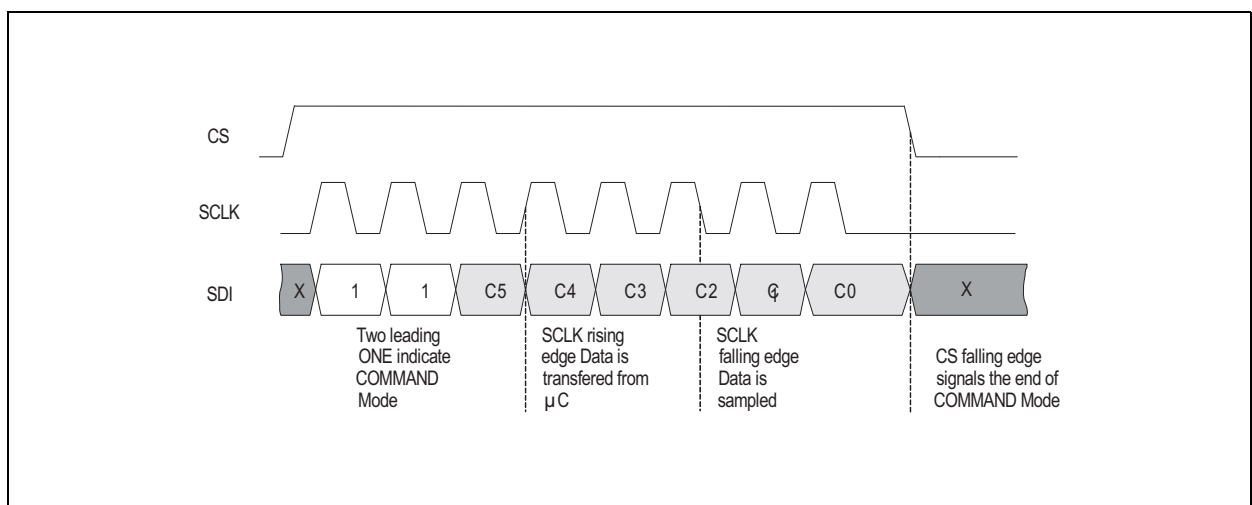 CS
SCLK
SDI
X 1 1 C5 C4 C3 C2 C1 C0 X
Two leading
ONE indicate
COMMAND
Mode
SCLK rising
edge Data is
transfered from
µC
SCLK
falling edge
Data is
sampled
CS falling edge
signals the end of
COMMAND Mode